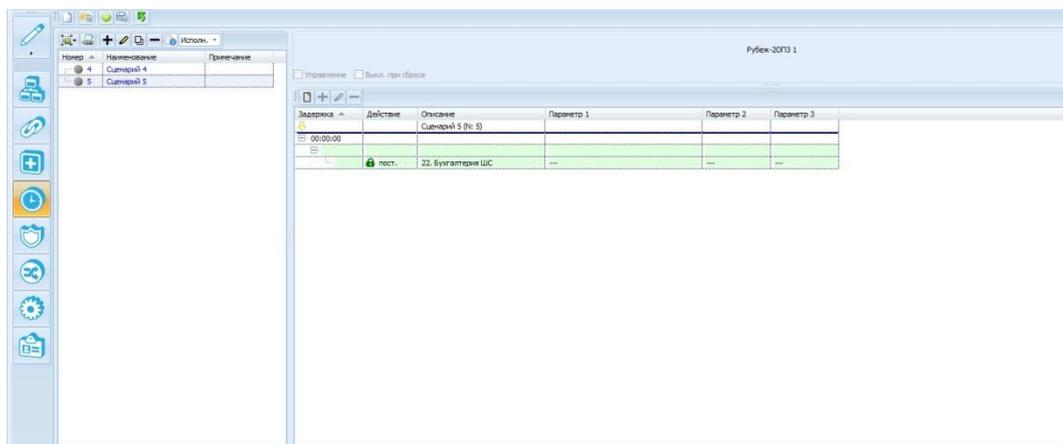 Исполн.
Номер Наименование Примечание
4 Сценарий 4
5 Сценарий 5
Рубеж-20ПЗ 1
Управление Выкл. при сбросе
Задержка Действие Описание Параметр 1 Параметр 2 Параметр 3
Сценарий 5 (N: 5)
00:00:00
пост. 22. Бухгалтерия ШС --- --- ---